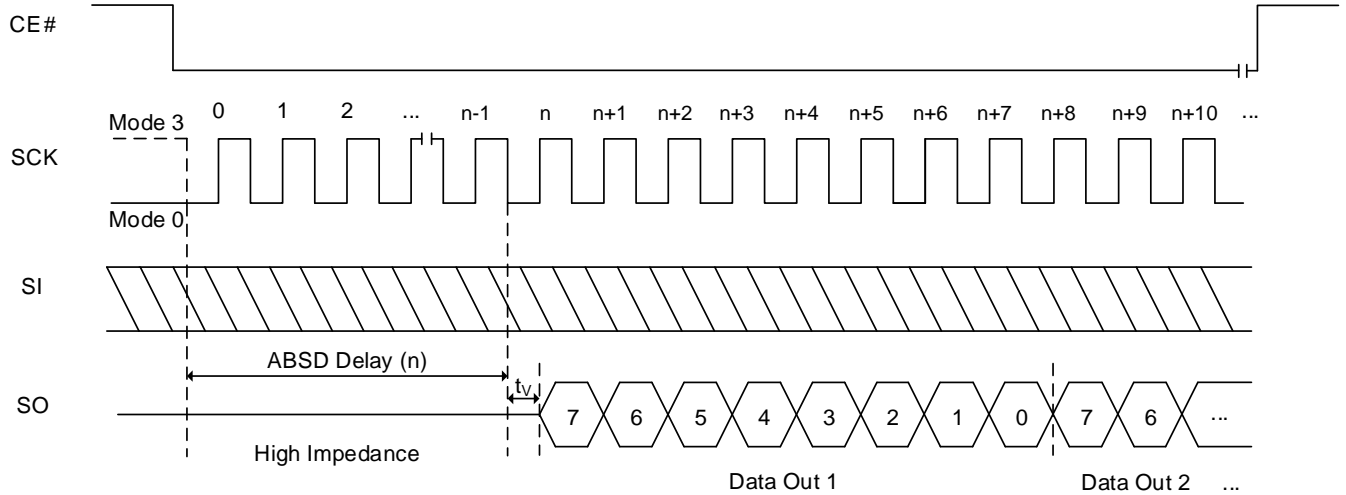 CE#
0 1 2 ... n-1 n n+1 n+2 n+3 n+4 n+5 n+6 n+7 n+8 n+9 n+10 ...
Mode 3
SCK
Mode 0
SI
ABSD Delay (n)
tV
SO
7 6 5 4 3 2 1 0 7 6 ...
High Impedance
Data Out 1 Data Out 2 ...